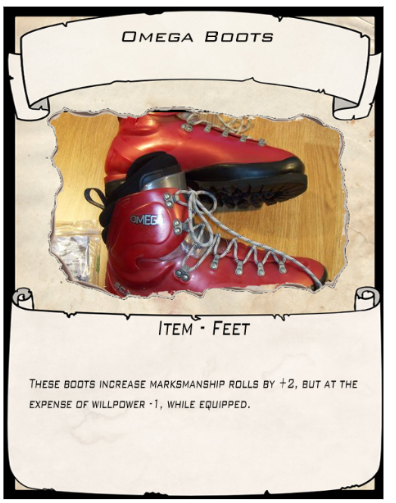 Omega Boots
OMEG
Item - Feet
These boots increase marksmanship rolls by +2, but at the
expense of willpower -1, while equipped.